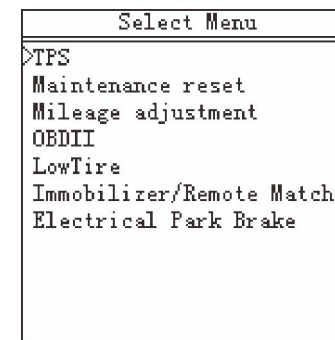 Select Menu
>TPS
Maintenance reset
Mileage adjustment
OBDII
LowTire
Immobilizer/Remote Match
Electrical Park Brake